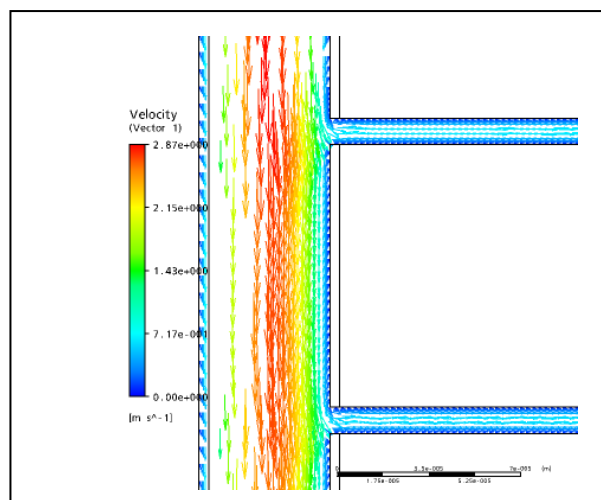 Velocity
(Vector 1)
2.87e+000
2.15e+000
1.43e+000
7.17e-001
0.00e+000
[m s^-1]
0 3.5e-005 7e-005 (m)
1.75e-005 5.25e-005